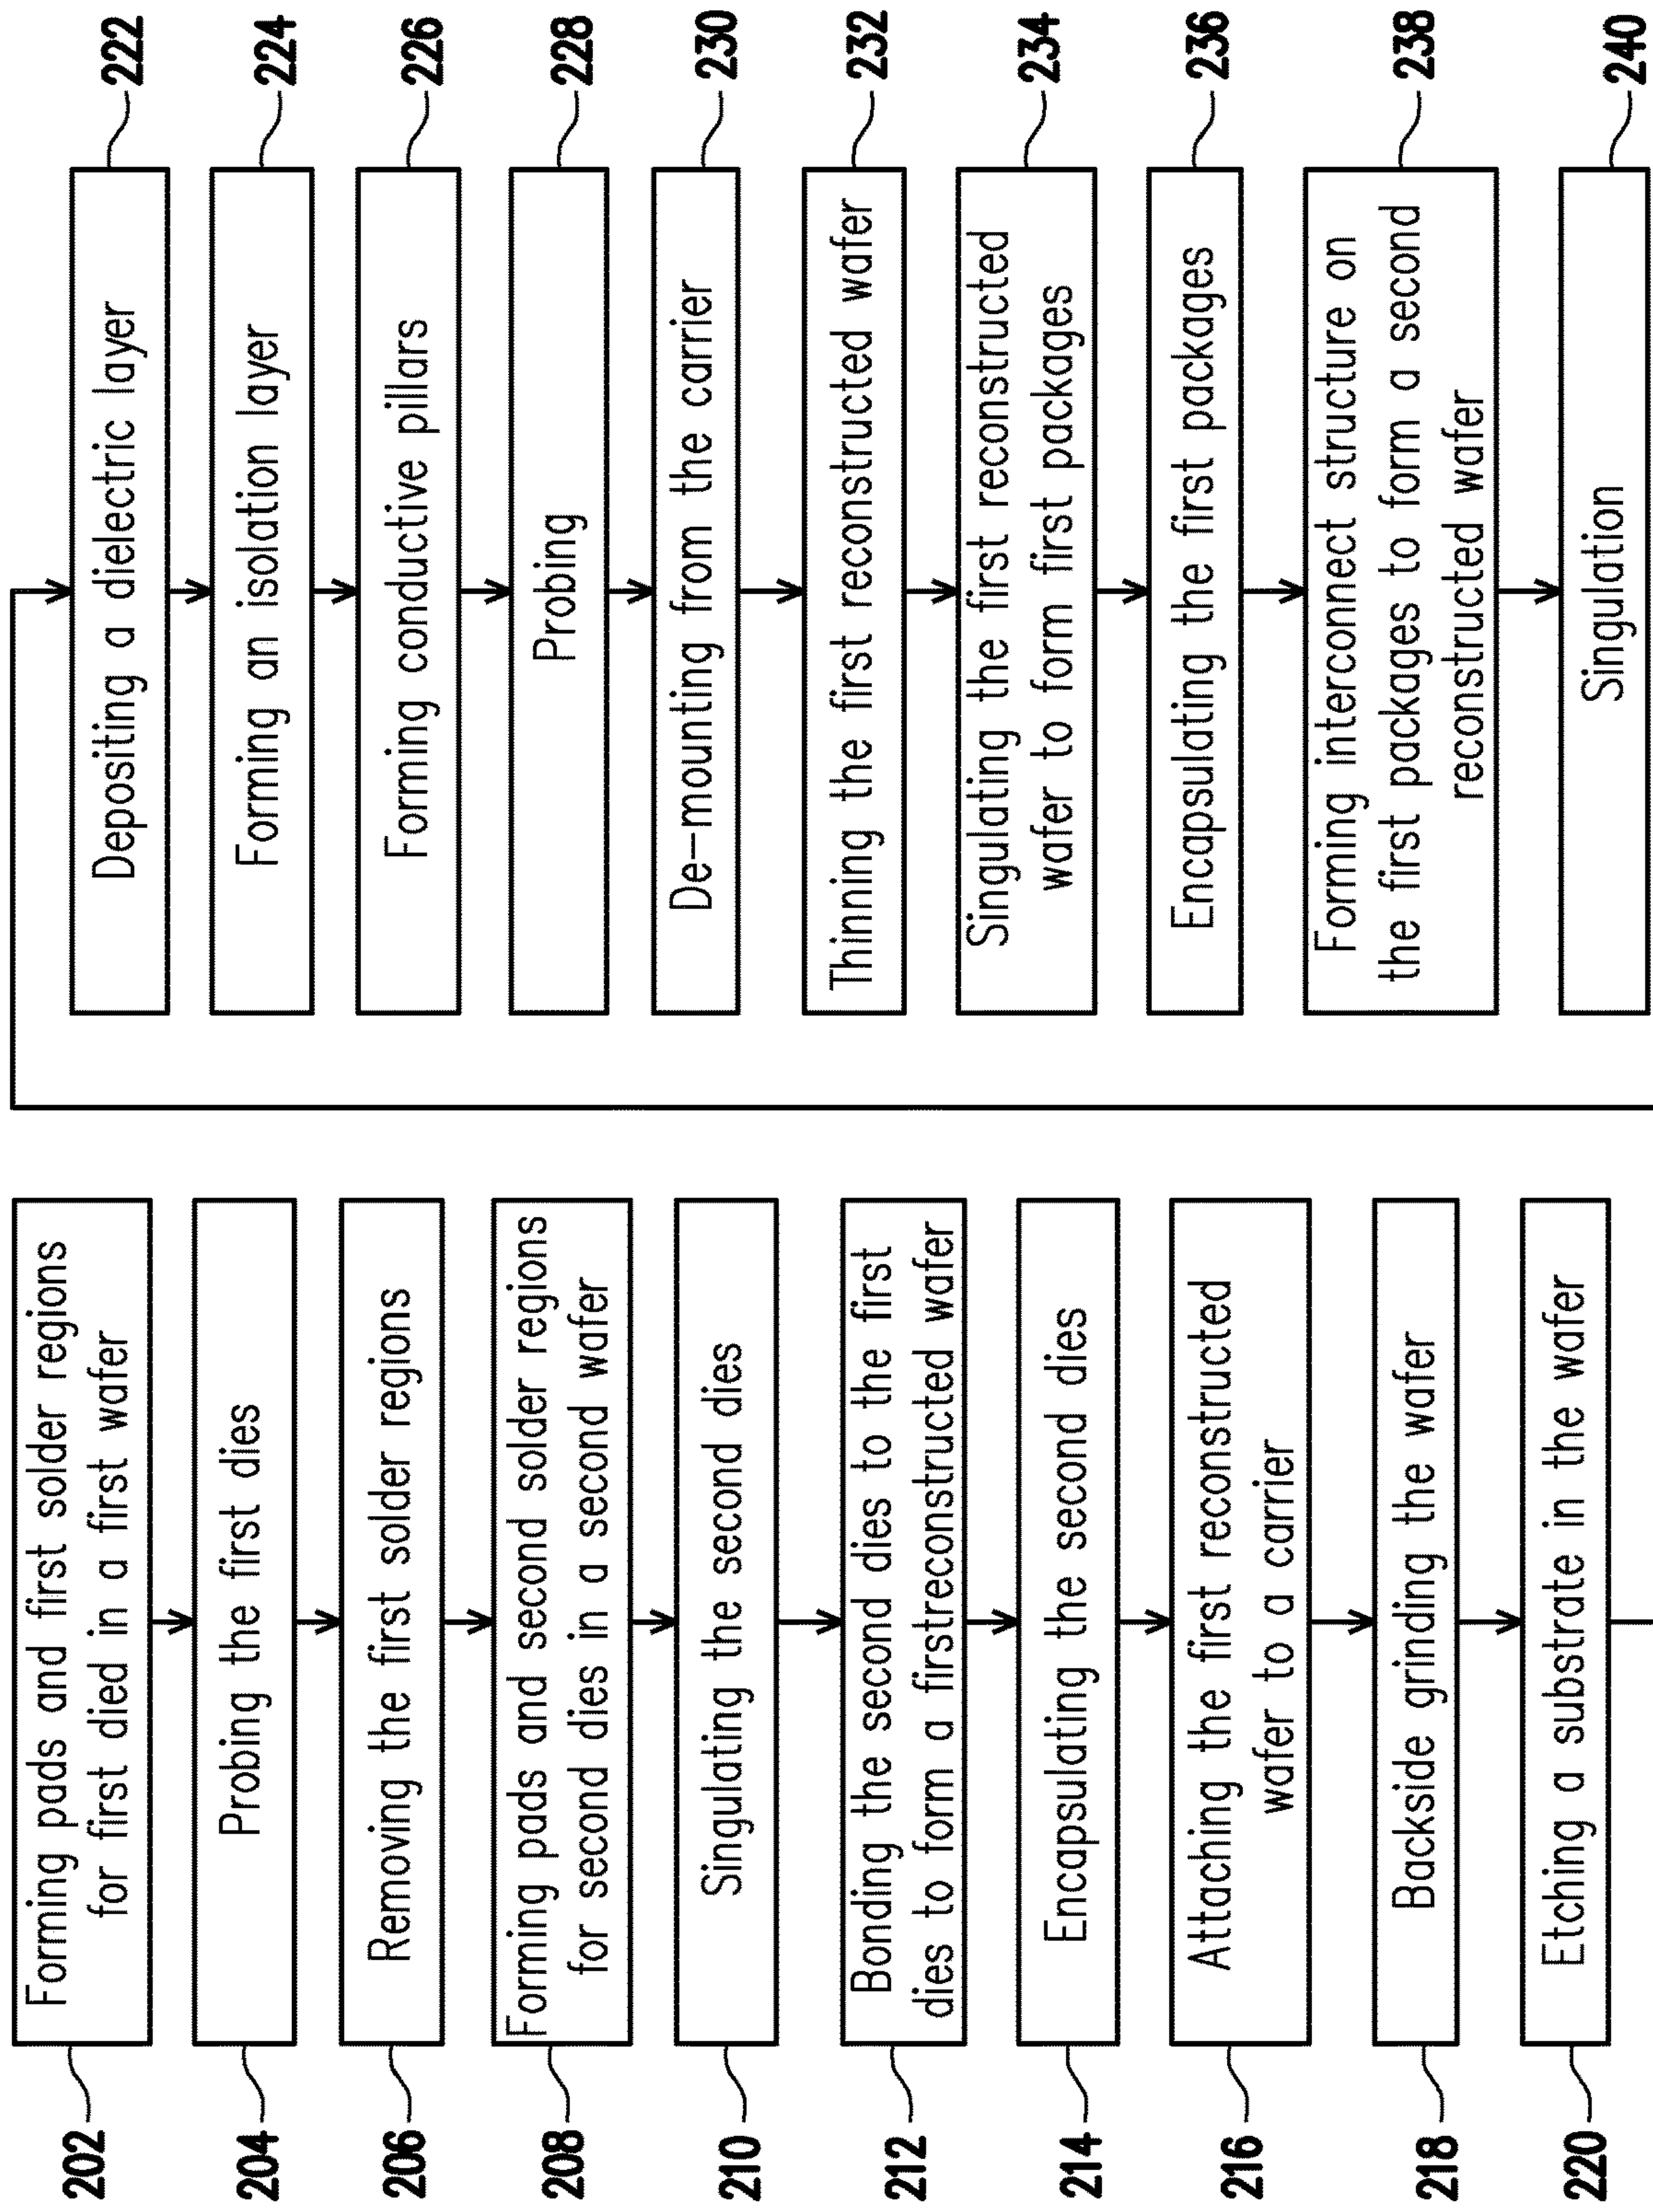 202
Forming pads and first solder regions
for first died in a first wafer
204
Probing the first dies
206
Removing the first solder regions
208
Forming pads and second solder regions
for second dies in a second wafer
210
Singulating the second dies
212
Bonding the second dies to the first
dies to form a firstreconstructed wafer
214
Encapsulating the second dies
216
Attaching the first reconstructed
wafer to a carrier
218
Backside grinding the wafer
220
Etching a substrate in the wafer
Depositing a dielectric layer
222
Forming an isolation layer
224
Forming conductive pillars
226
Probing
228
De-mounting from the carrier
230
Thinning the first reconstructed wafer
232
Singulating the first reconstructed
wafer to form first packages
234
Encapsulating the first packages
236
Forming interconnect structure on
the first packages to form a second
reconstructed wafer
238
Singulation
240